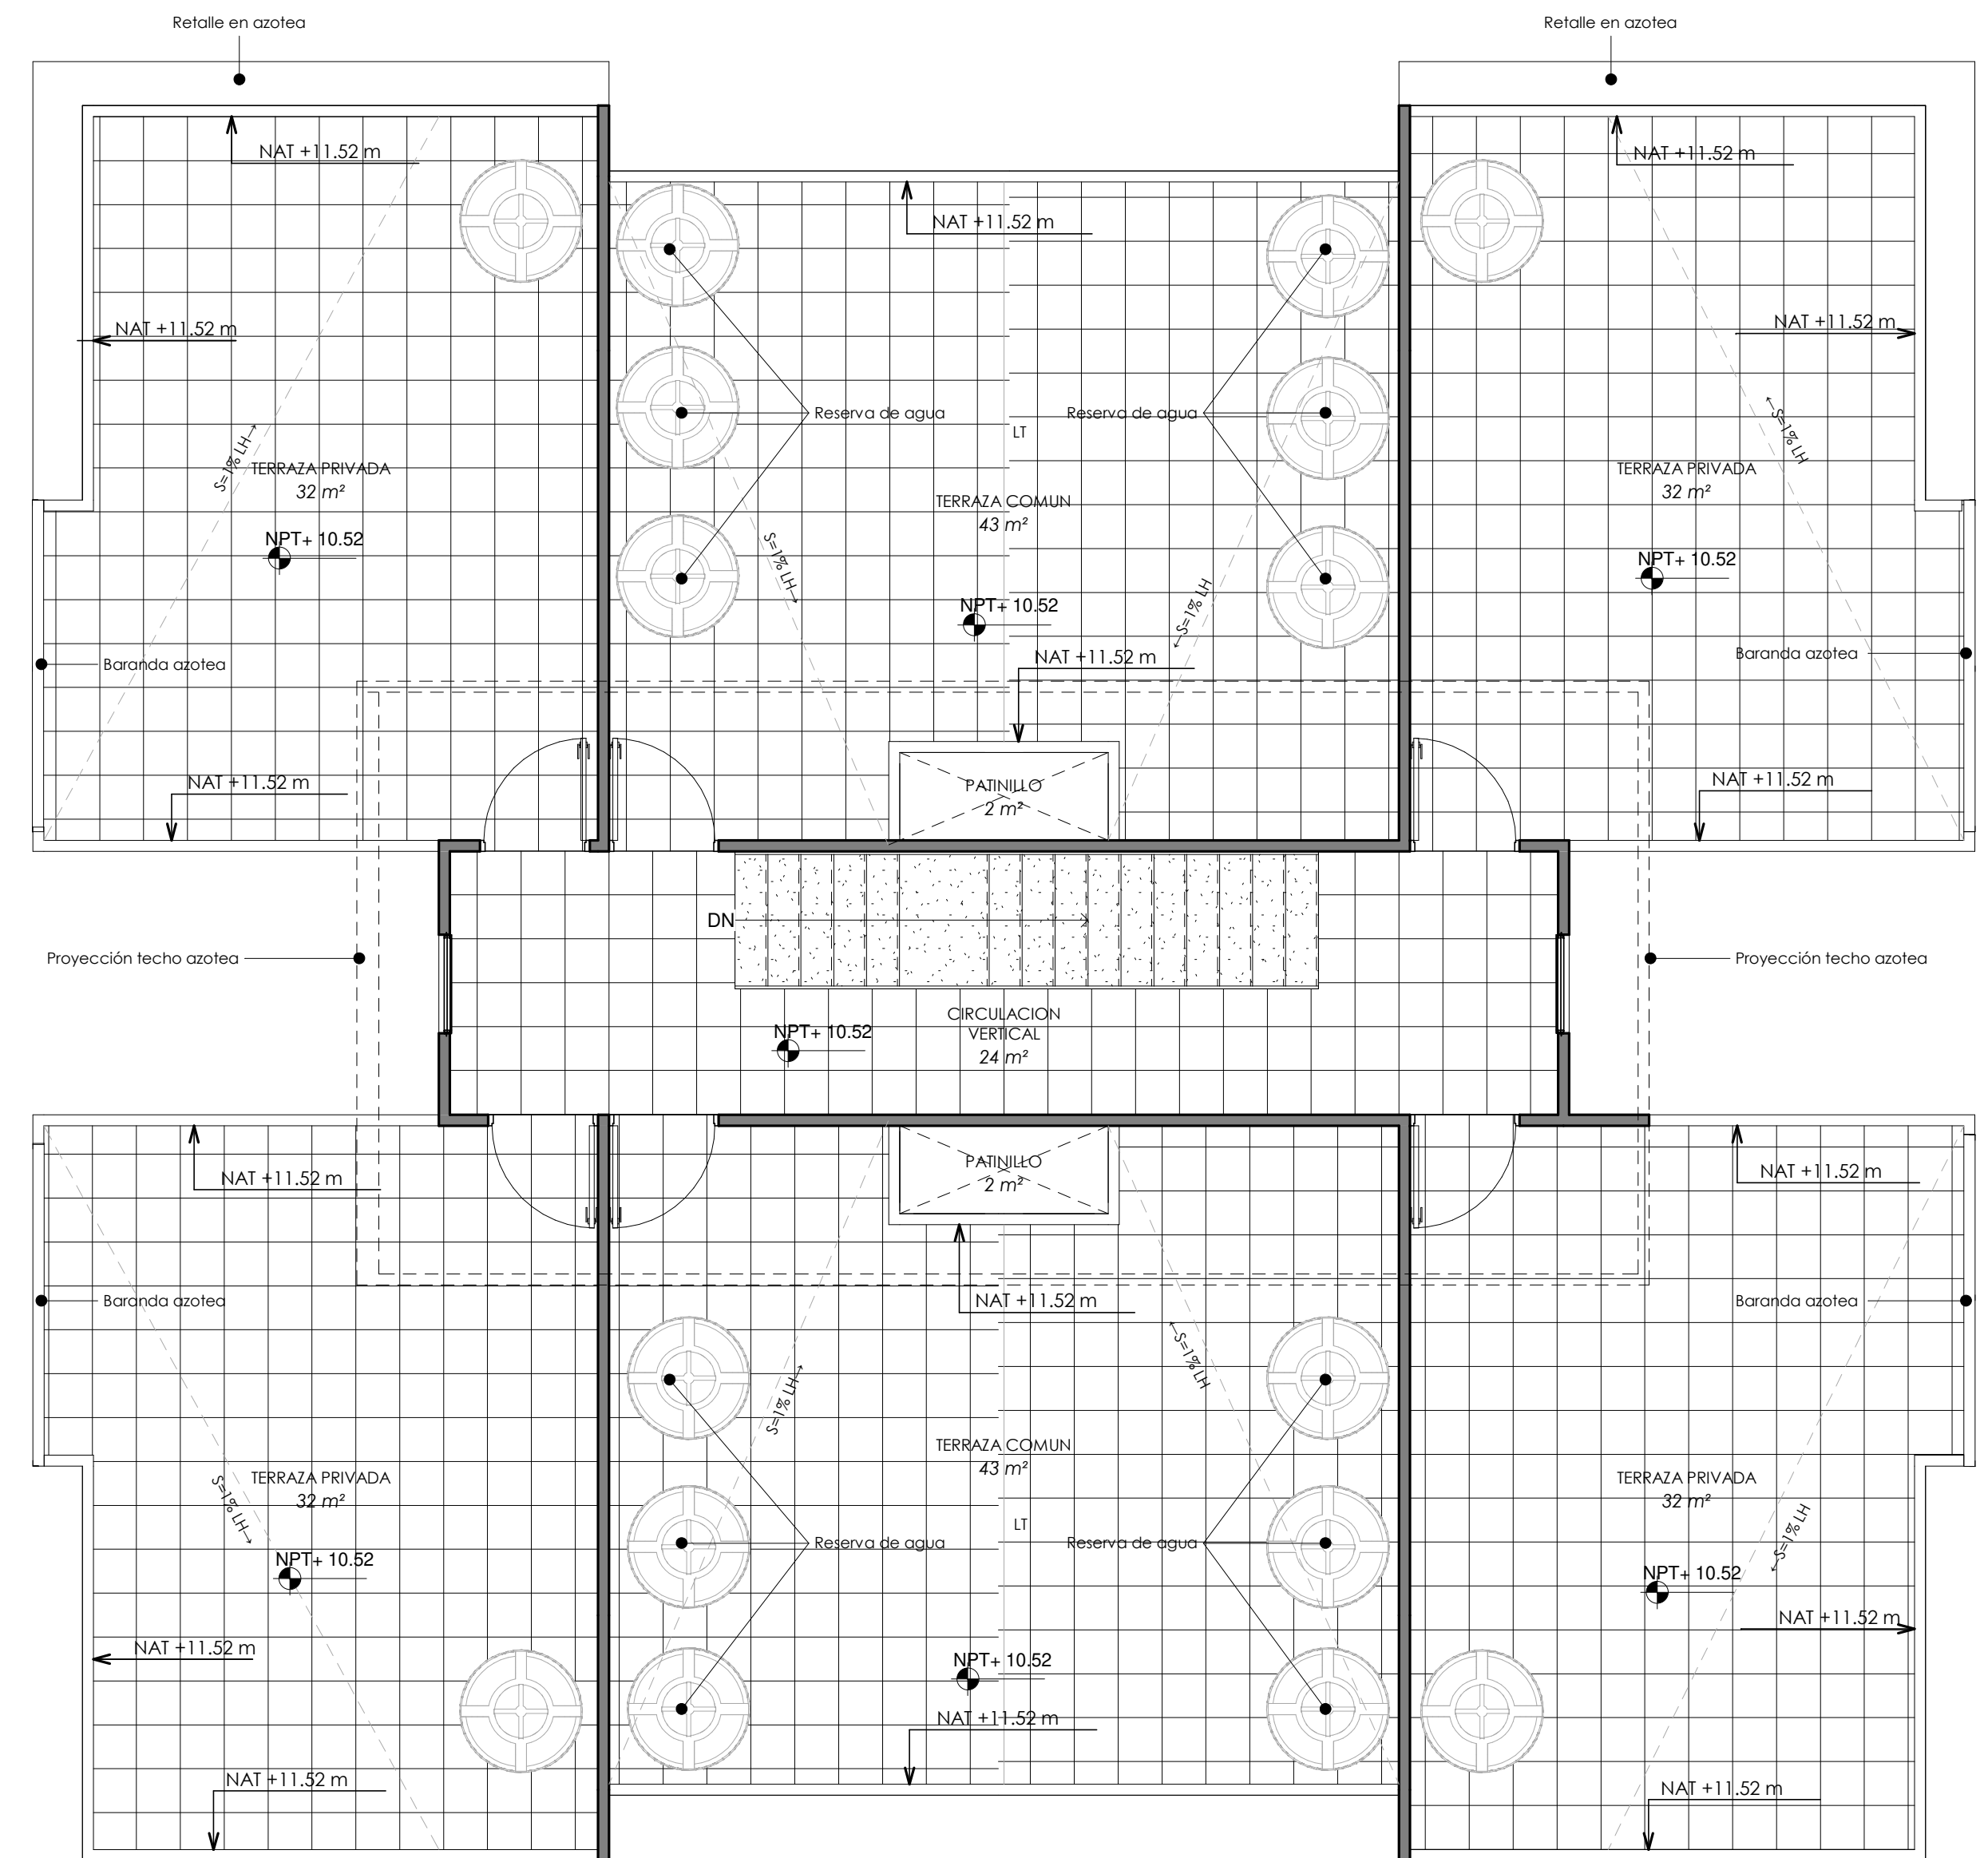 Retalle en azotea
Retalle en azotea
NAT +11.52 m
NAT +11.52 m
NAT +11.52 m
NAT +11.52 m
NAT +11.52 m
Reserva de agua
Reserva de agua
LT
S=1% LH
S=1% LH
TERRAZA PRIVADA
32 m²
TERRAZA COMUN
43 m²
TERRAZA PRIVADA
32 m²
NPT+ 10.52
S=1% LH
NPT+ 10.52
NPT+ 10.52
S=1% LH
Baranda azotea
NAT +11.52 m
Baranda azotea
NAT +11.52 m
PATINILLO
2 m²
NAT +11.52 m
DN
Proyección techo azotea
Proyección techo azotea
CIRCULACION
VERTICAL
24 m²
NPT+ 10.52
NAT +11.52 m
PATINILLO
2 m²
NAT +11.52 m
Baranda azotea
NAT +11.52 m
Baranda azotea
S=1% LH
S=1% LH
TERRAZA COMUN
43 m²
TERRAZA PRIVADA
32 m²
TERRAZA PRIVADA
32 m²
S=1% LH
LT
S=1% LH
Reserva de agua
Reserva de agua
NPT+ 10.52
NPT+ 10.52
NAT +11.52 m
NAT +11.52 m
NPT+ 10.52
NAT +11.52 m
NAT +11.52 m
NAT +11.52 m